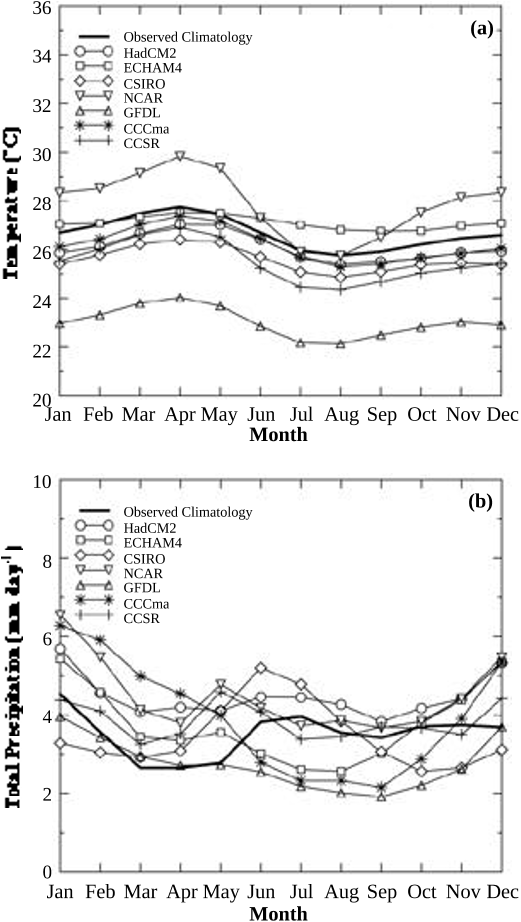 36
34
32
30
28
26
24
22
20
Temperature (°C)
(a)
Observed Climatology
HadCM2
ECHAM4
CSIRO
NCAR
GFDL
CCCma
CCSR
Jan Feb Mar Apr May Jun Jul Aug Sep Oct Nov Dec
Month
10
8
6
4
2
0
Total Precipitation (mm day-1)
(b)
Observed Climatology
HadCM2
ECHAM4
CSIRO
NCAR
GFDL
CCCma
CCSR
Jan Feb Mar Apr May Jun Jul Aug Sep Oct Nov Dec
Month